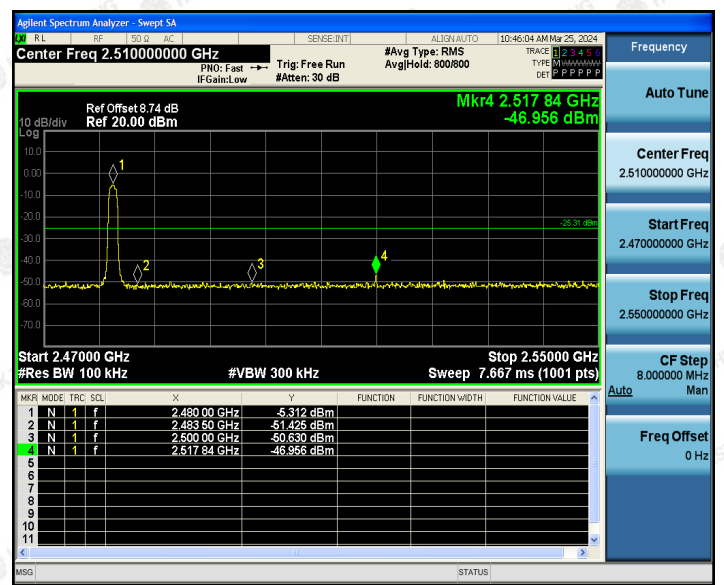 Agilent Spectrum Analyzer - Swept SA
LXI RL RF 50 Ω AC SENSE:INT ALIGN AUTO 10:46:04 AM Mar 25, 2024
Center Freq 2.510000000 GHz
PNO: Fast
IFGain:Low
Trig: Free Run
#Atten: 30 dB
#Avg Type: RMS
Avg|Hold: 800/800
TRACE 1 2 3 4 5 6
TYPE M
DET P P P P P P
Frequency
Auto Tune
Center Freq
2.510000000 GHz
Start Freq
2.470000000 GHz
Stop Freq
2.550000000 GHz
CF Step
8.000000 MHz
Auto Man
Freq Offset
0 Hz
Mkr4 2.517 84 GHz
-46.956 dBm
Ref Offset 8.74 dB
Ref 20.00 dBm
10 dB/div
Log
10.0
0.00
-10.0
-20.0
-30.0
-40.0
-50.0
-60.0
-70.0
1
2
3
4
-25.31 dBm
Start 2.47000 GHz Stop 2.55000 GHz
#Res BW 100 kHz #VBW 300 kHz Sweep 7.667 ms (1001 pts)
MKR MODE TRC SCL X Y FUNCTION FUNCTION WIDTH FUNCTION VALUE
1 N 1 f 2.480 00 GHz -5.312 dBm
2 N 1 f 2.483 50 GHz -51.425 dBm
3 N 1 f 2.500 00 GHz -50.630 dBm
4 N 1 f 2.517 84 GHz -46.956 dBm
5
6
7
8
9
10
11
MSG STATUS